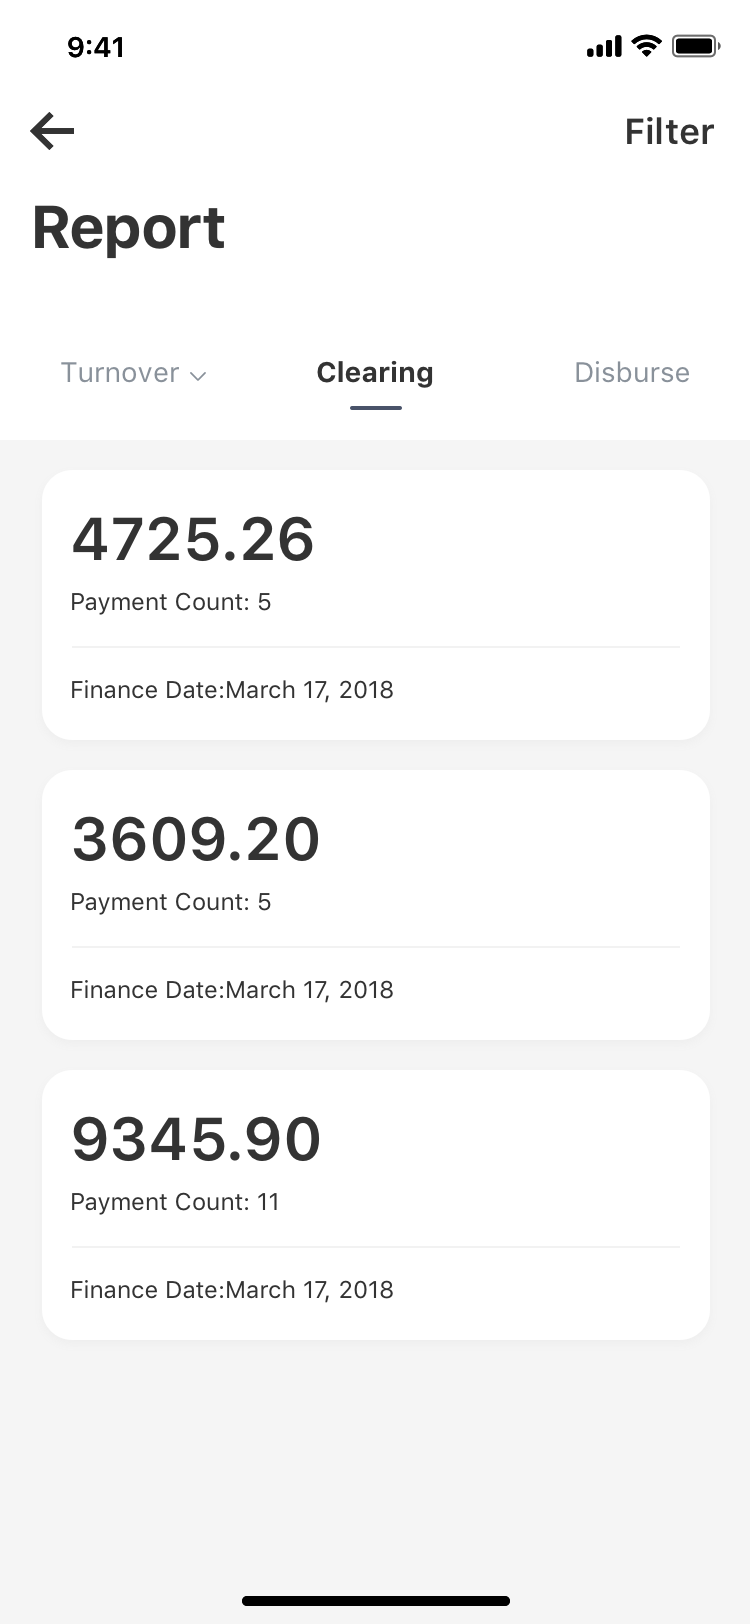 9:41
Filter
Report
Turnover Clearing Disburse
4725.26
Payment Count: 5
Finance Date:March 17, 2018
3609.20
Payment Count: 5
Finance Date:March 17, 2018
9345.90
Payment Count: 11
Finance Date:March 17, 2018